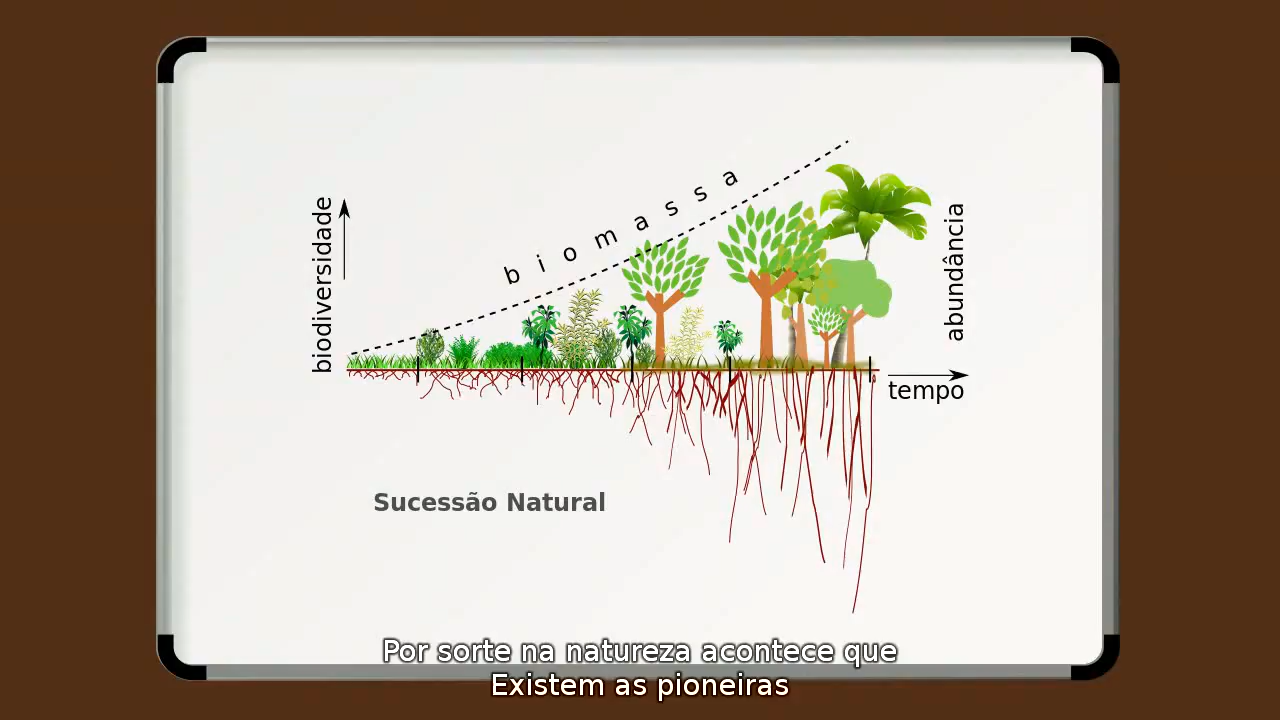 biomassa
biodiversidade
abundância
tempo
Sucessão Natural
Por sorte na natureza acontece que
Existem as pioneiras